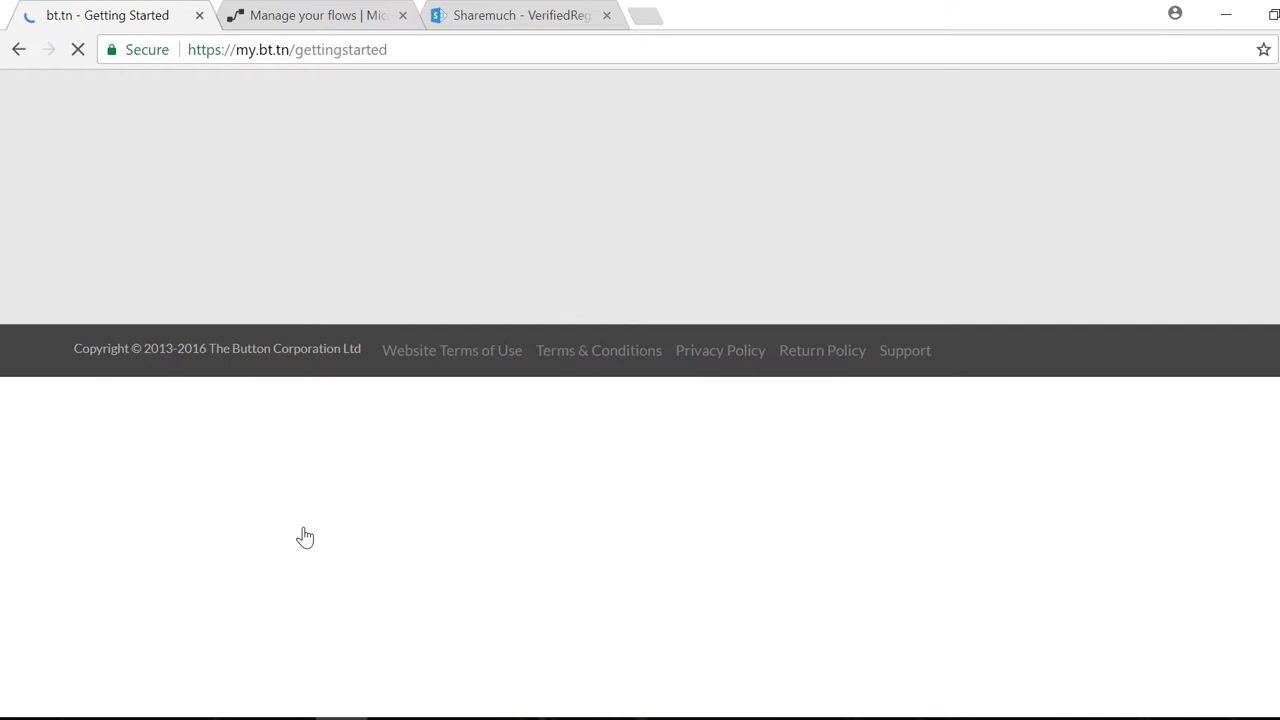 bt.tn - Getting Started
Manage your flows | Mic
Sharemuch - VerifiedReg
Secure
https://my.bt.tn/gettingstarted
Copyright © 2013-2016 The Button Corporation Ltd
Website Terms of Use
Terms & Conditions
Privacy Policy
Return Policy
Support